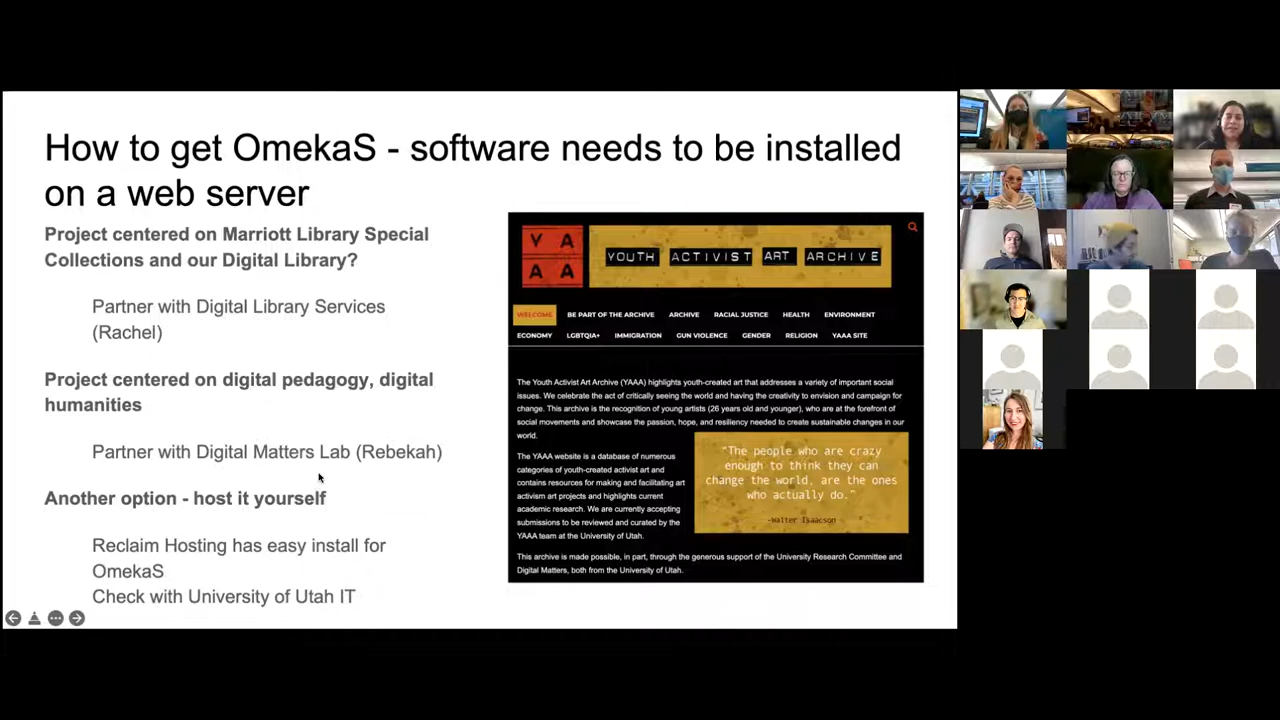 How to get OmekaS - software needs to be installed
on a web server
Project centered on Marriott Library Special
Collections and our Digital Library?
Partner with Digital Library Services
(Rachel)
Project centered on digital pedagogy, digital
humanities
Partner with Digital Matters Lab (Rebekah)
Another option - host it yourself
Reclaim Hosting has easy install for
OmekaS
Check with University of Utah IT
Y A
A A
YOUTH ACTIVIST ART ARCHIVE
WELCOME BE PART OF THE ARCHIVE ARCHIVE RACIAL JUSTICE HEALTH ENVIRONMENT
ECONOMY LGBTQIA+ IMMIGRATION GUN VIOLENCE GENDER RELIGION YAAA SITE
The Youth Activist Art Archive (YAAA) highlights youth-created art that addresses a variety of important social
issues. We celebrate the act of critically seeing the world and having the creativity to envision and campaign for
change. This archive is the recognition of young artists (26 years old and younger), who are at the forefront of
social movements and showcase the passion, hope, and resiliency needed to create sustainable changes in our
world.
The YAAA website is a database of numerous
categories of youth-created activist art and
contains resources for making and facilitating art
activism art projects and highlights current
academic research. We are currently accepting
submissions to be reviewed and curated by the
YAAA team at the University of Utah.
"The people who are crazy
enough to think they can
change the world, are the ones
who actually do."
-Walter Isaacson
This archive is made possible, in part, through the generous support of the University Research Committee and
Digital Matters, both from the University of Utah.